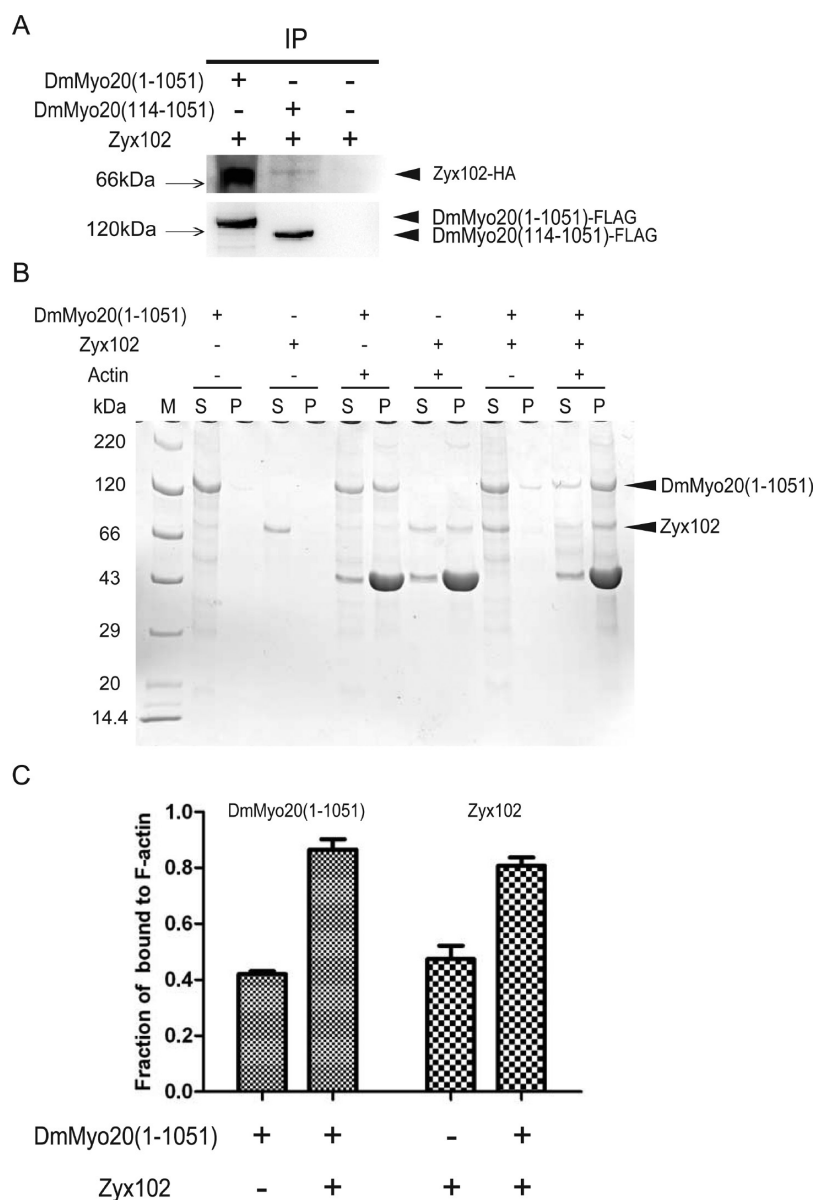 A
IP
DmMyo20(1-1051) + - -
DmMyo20(114-1051) - + -
Zyx102 + + +
66kDa
Zyx102-HA
120kDa
DmMyo20(1-1051)-FLAG
DmMyo20(114-1051)-FLAG
B
DmMyo20(1-1051) + - + - + +
Zyx102 - + - + + +
Actin - - + + - +
kDa M S P S P S P S P S P S P
220
120 DmMyo20(1-1051)
66 Zyx102
43
29
20
14.4
C
DmMyo20(1-1051) Zyx102
Fraction of bound to F-actin
1.0
0.8
0.6
0.4
0.2
0.0
DmMyo20(1-1051) + + - +
Zyx102 - + + +